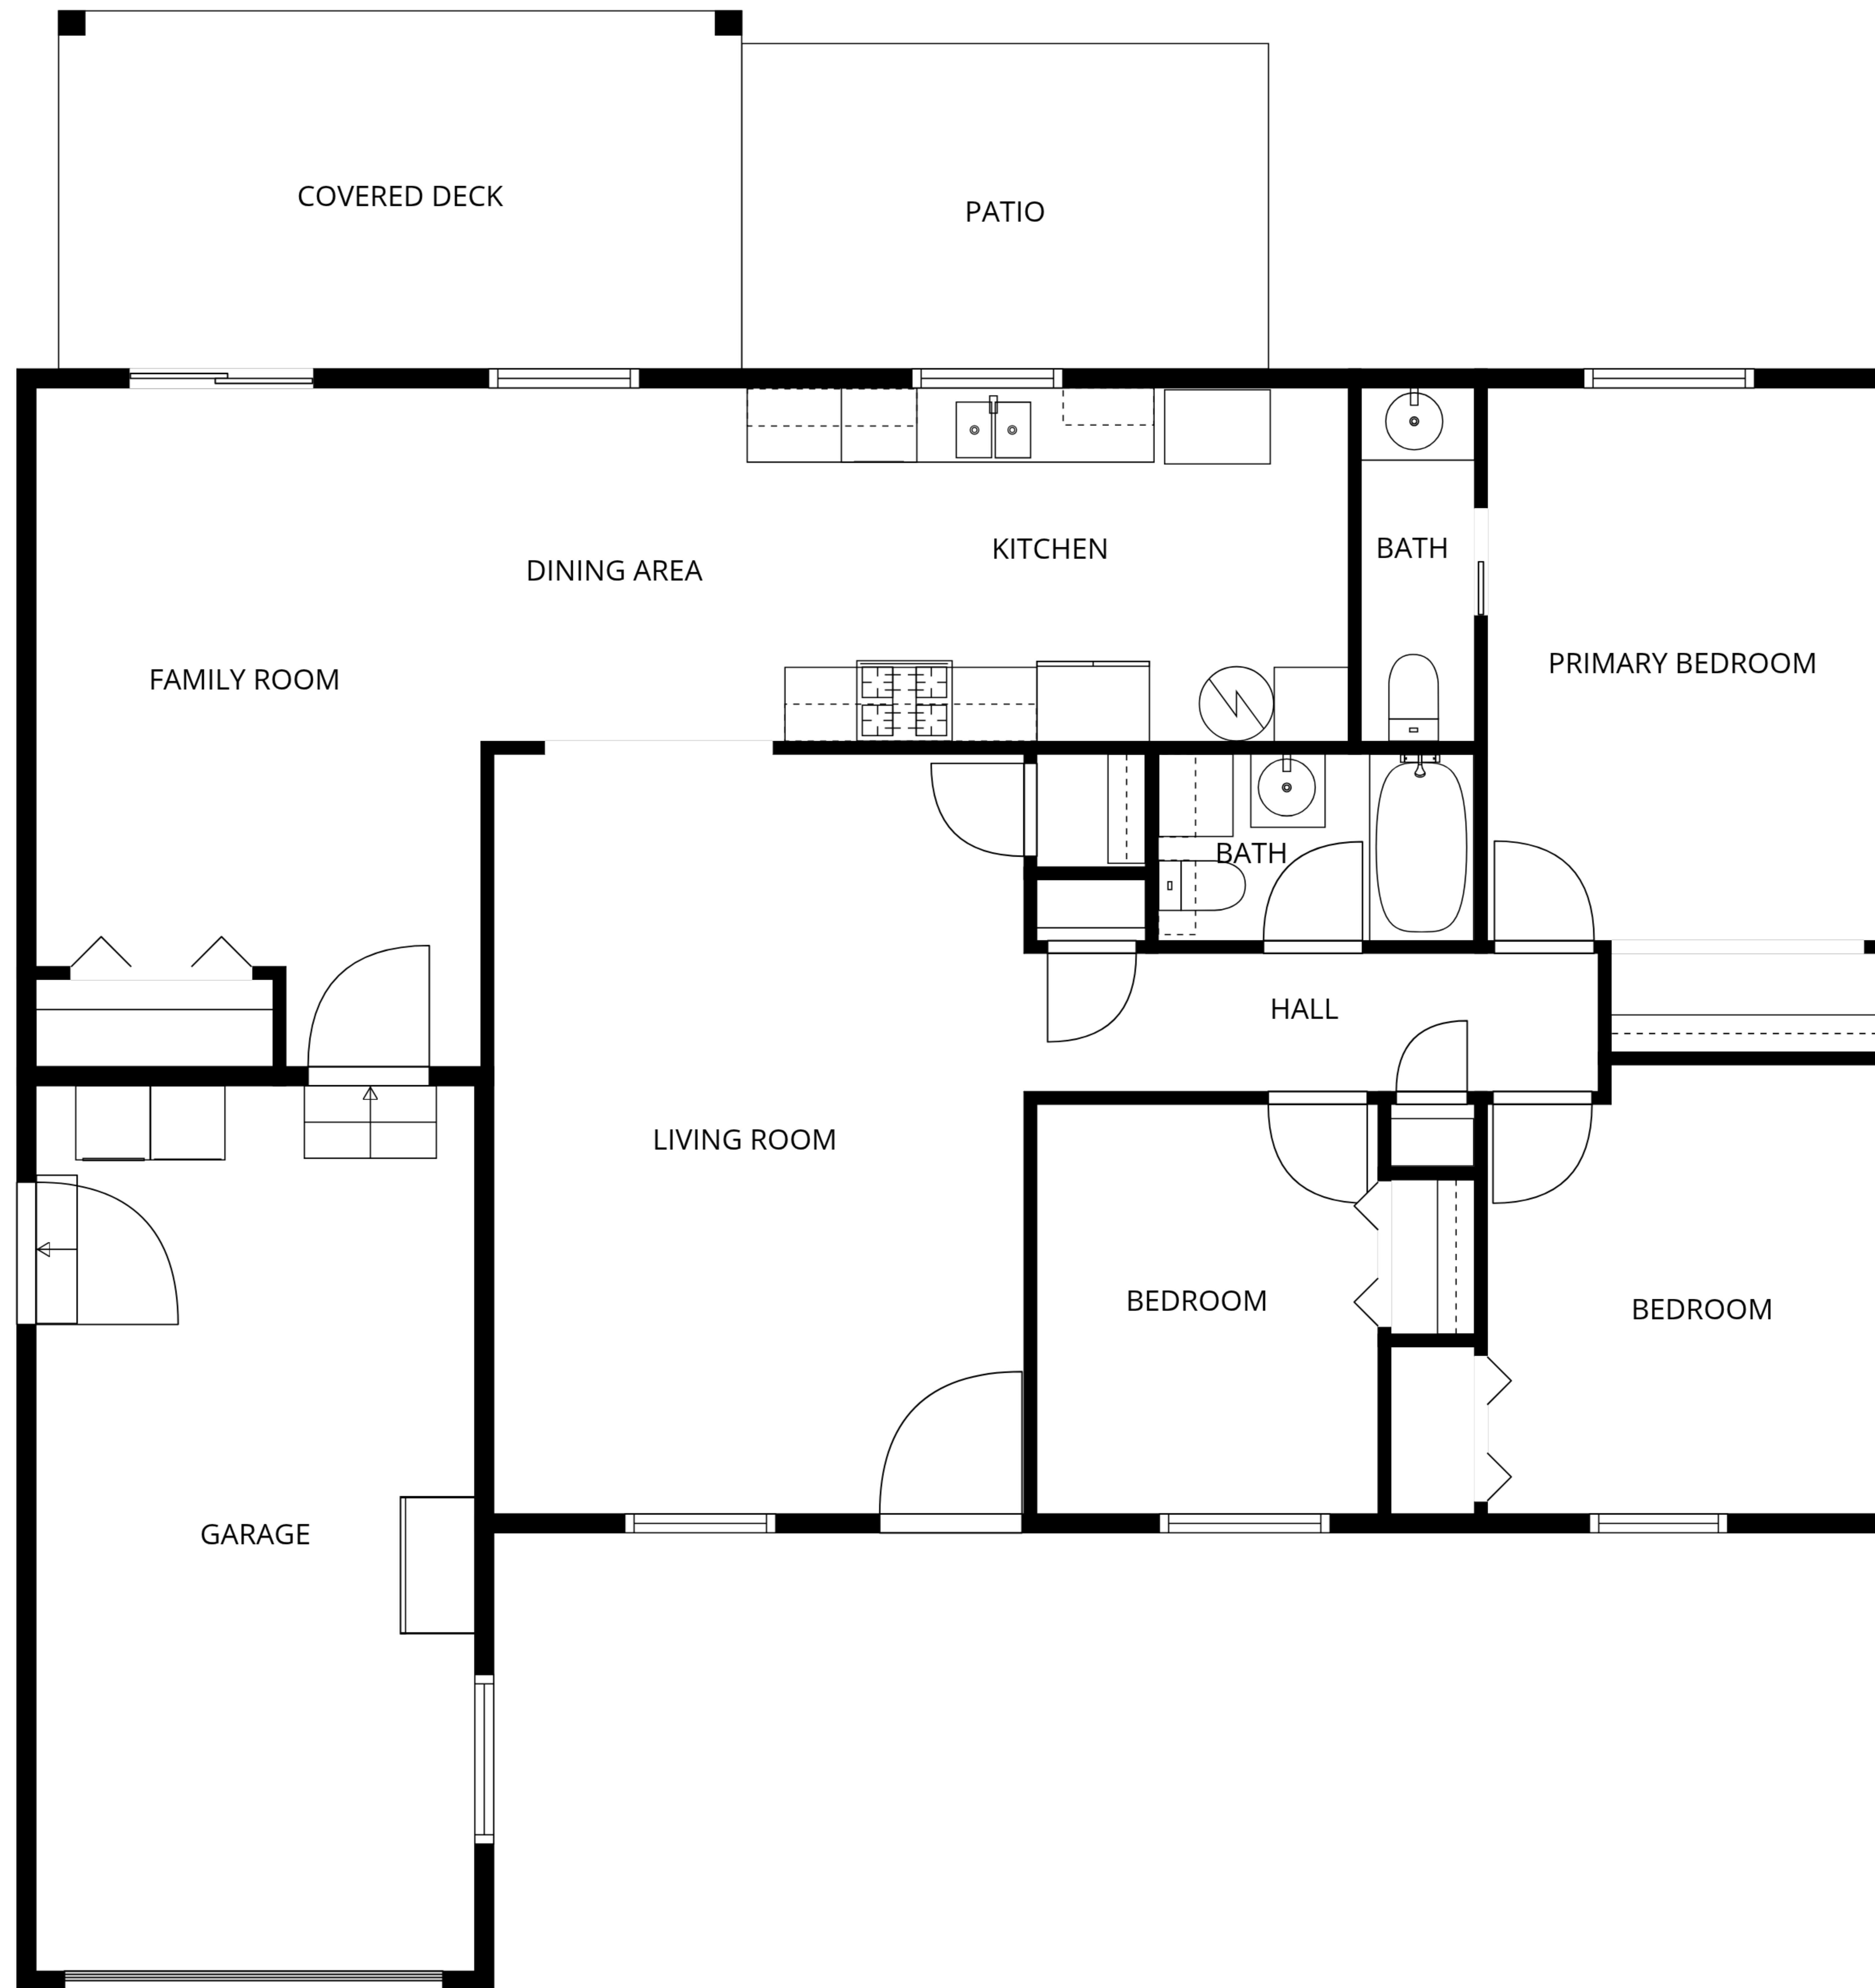 COVERED DECK
PATIO
KITCHEN
BATH
DINING AREA
PRIMARY BEDROOM
FAMILY ROOM
BATH
HALL
LIVING ROOM
BEDROOM
BEDROOM
GARAGE